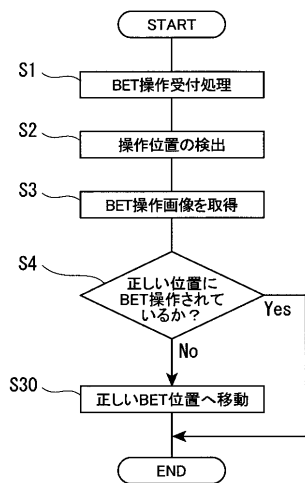 START
S1
BET操作受付処理
S2
操作位置の検出
S3
BET操作画像を取得
S4
正しい位置に
BET操作されて
いるか？
Yes
No
S30
正しいBET位置へ移動
END